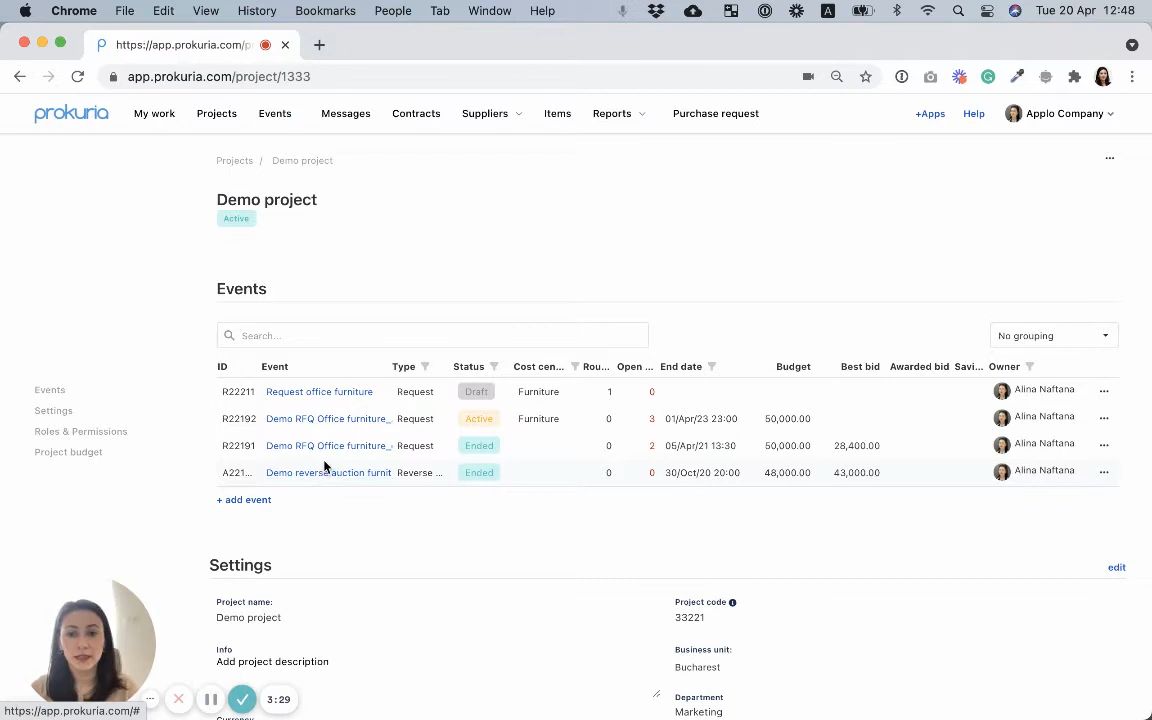 Chrome File Edit View History Bookmarks People Tab Window Help A Tue 20 Apr 12:48
https://app.prokuria.com/p
app.prokuria.com/project/1333
prokuria My work Projects Events Messages Contracts Suppliers Items Reports Purchase request +Apps Help Applo Company
Projects / Demo project ...
Demo project
Active
Events
Search... No grouping
ID Event Type Status Cost cen... Rou... Open ... End date Budget Best bid Awarded bid Savi... Owner
R22211 Request office furniture Request Draft Furniture 1 0 Alina Naftana ...
R22192 Demo RFQ Office furniture_ Request Active Furniture 0 3 01/Apr/23 23:00 50,000.00 Alina Naftana ...
R22191 Demo RFQ Office furniture_ Request Ended 0 2 05/Apr/21 13:30 50,000.00 28,400.00 Alina Naftana ...
A221... Demo reverse auction furnit Reverse ... Ended 0 0 30/Oct/20 20:00 48,000.00 43,000.00 Alina Naftana ...
+ add event
Events
Settings
Roles & Permissions
Project budget
Settings edit
Project name:
Demo project
Info
Add project description
Project code
33221
Business unit:
Bucharest
Department
Marketing
... 3:29
https://app.prokuria.com/#